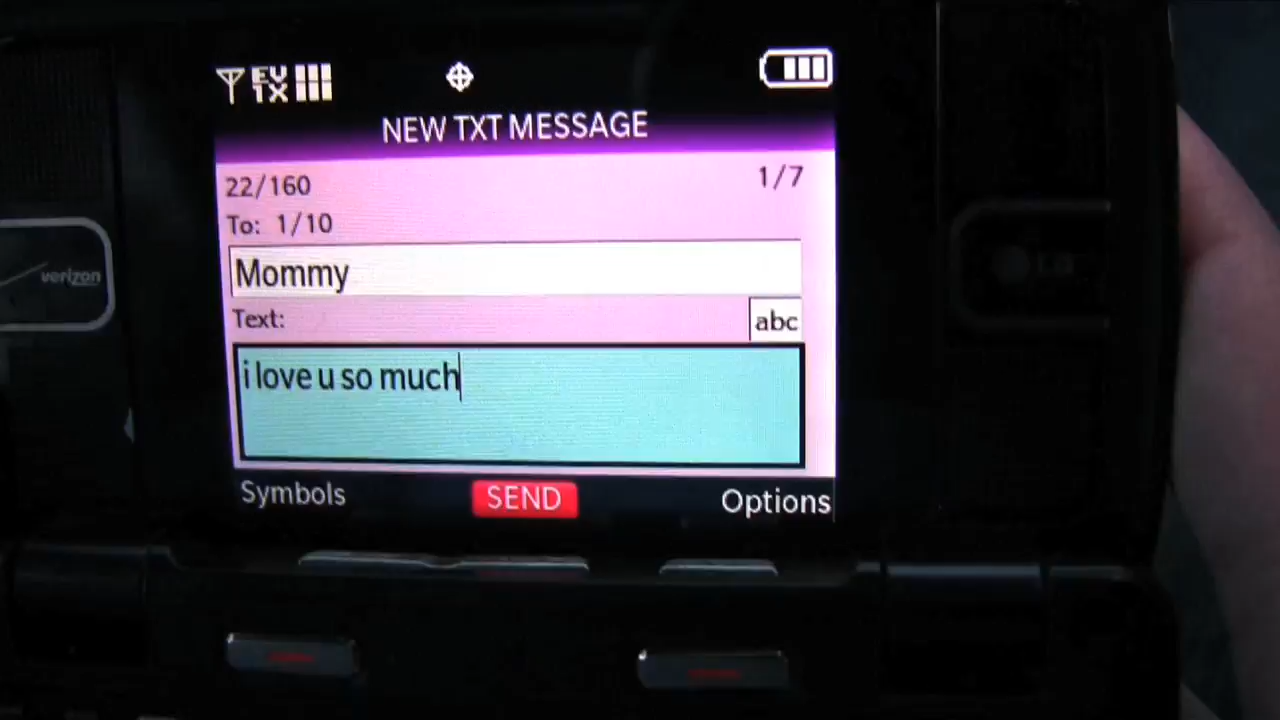 EV
1X
NEW TXT MESSAGE
22/160 1/7
To: 1/10
Mommy
Text: abc
i love u so much
Symbols SEND Options
verizon
LG